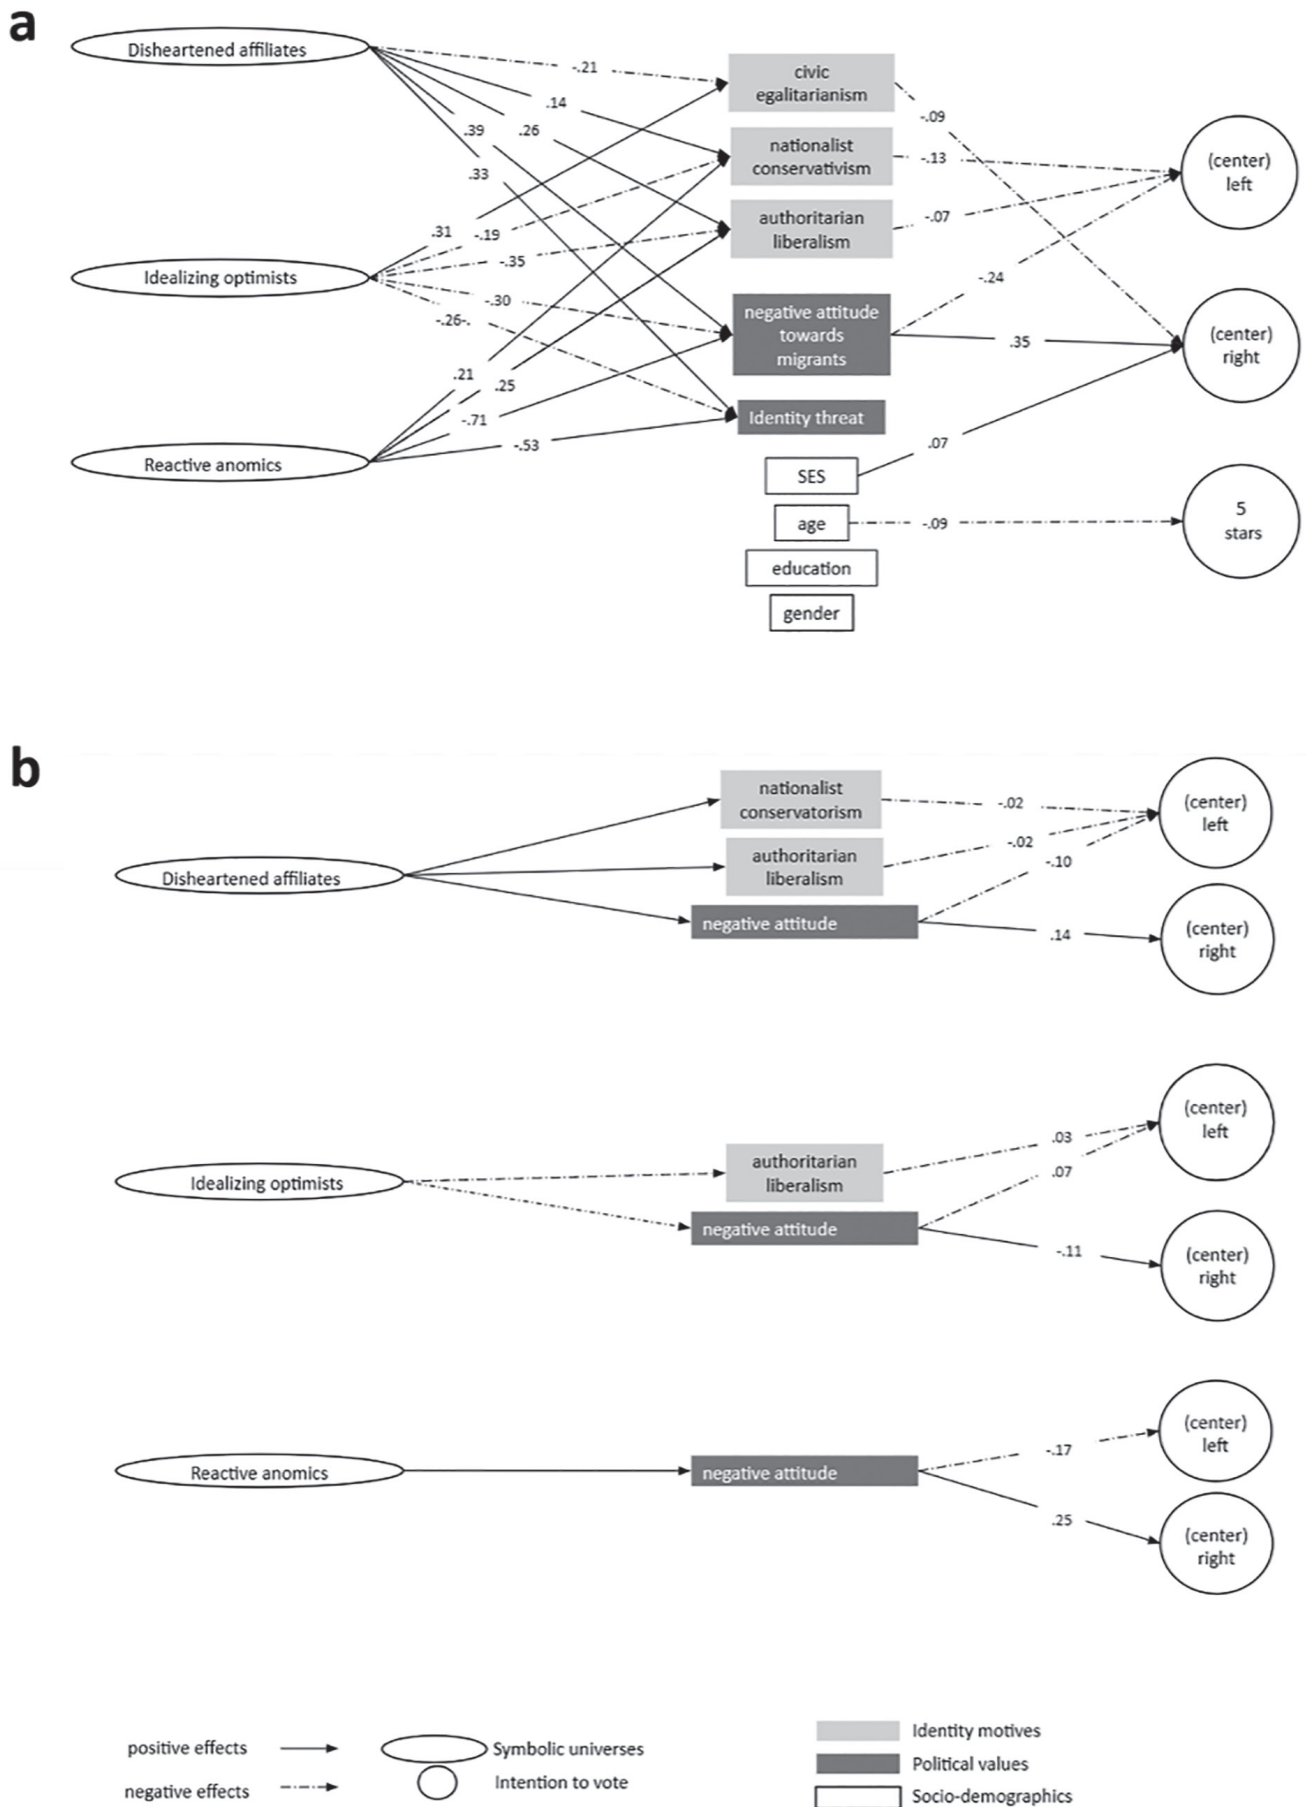 a
Disheartened affiliates
Idealizing optimists
Reactive anomics
-.21
.14
.39
.26
.33
.31
-.19
-.35
-.30
-.26-.
.21
.25
-.71
-.53
civic
egalitarianism
nationalist
conservativism
authoritarian
liberalism
negative attitude
towards
migrants
Identity threat
SES
age
education
gender
-.09
-.13
-.07
-.24
.35
.07
-.09
(center)
left
(center)
right
5
stars
b
Disheartened affiliates
nationalist
conservatorism
authoritarian
liberalism
negative attitude
-.02
-.02
-.10
.14
(center)
left
(center)
right
Idealizing optimists
authoritarian
liberalism
negative attitude
.03
.07
-.11
(center)
left
(center)
right
Reactive anomics
negative attitude
-.17
.25
(center)
left
(center)
right
positive effects
negative effects
Symbolic universes
Intention to vote
Identity motives
Political values
Socio-demographics